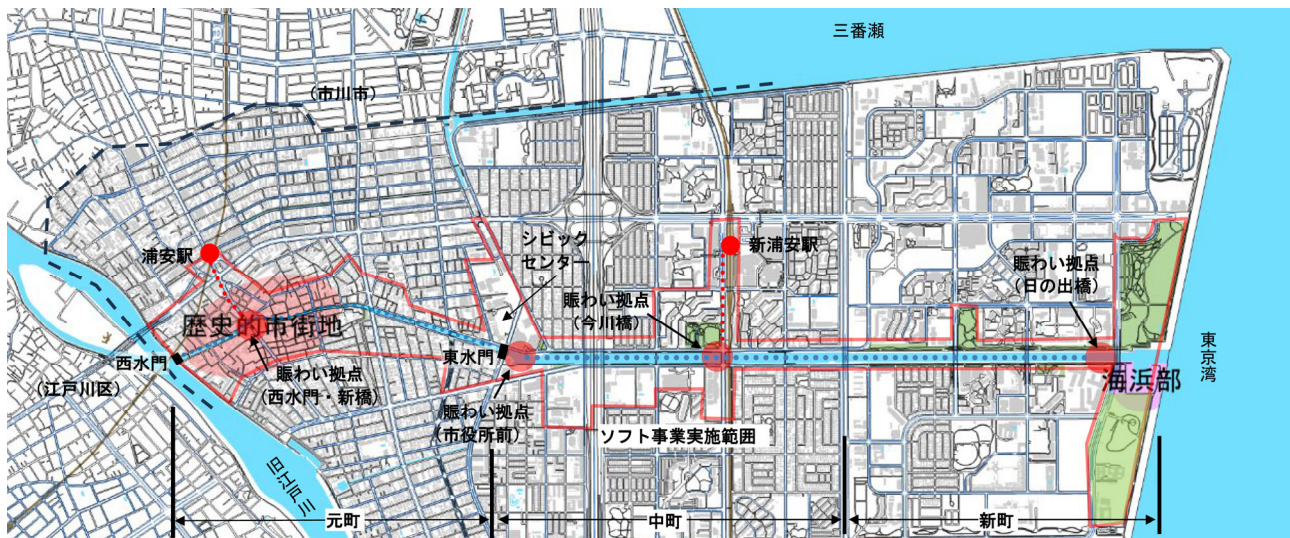 三番瀬
（市川市）
浦安駅
シビック
センター
新浦安駅
賑わい拠点
（日の出橋）
賑わい拠点
（今川橋）
歴史的市街地
西水門
東水門
東京湾
（江戸川区）
賑わい拠点
（西水門・新橋）
海浜部
賑わい拠点
（市役所前）
ソフト事業実施範囲
旧江戸川
元町
中町
新町